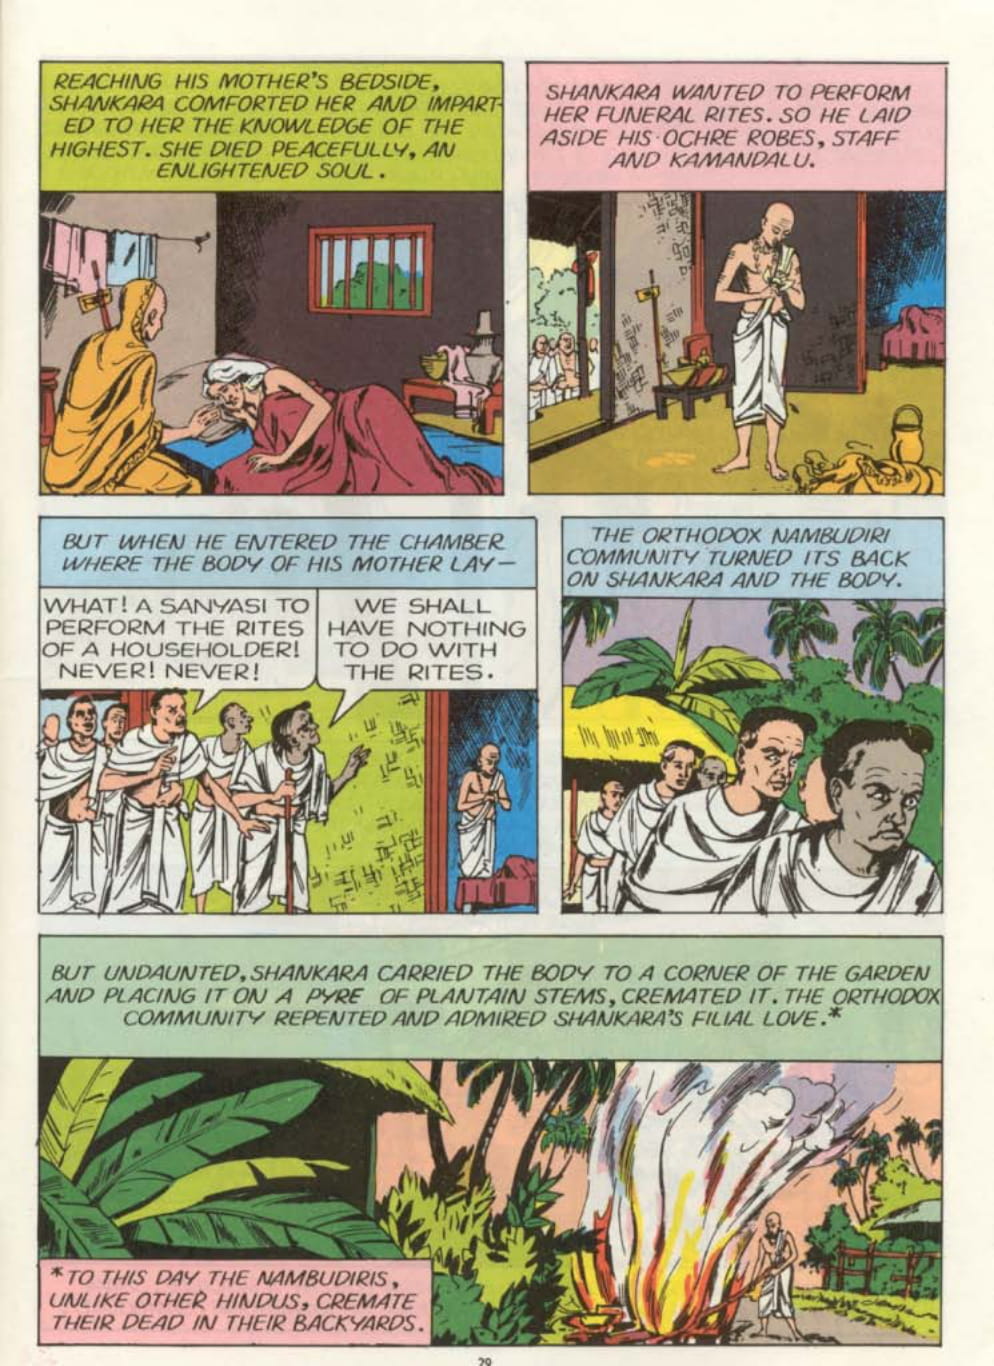 REACHING HIS MOTHER'S BEDSIDE,
SHANKARA COMFORTED HER AND IMPART-
ED TO HER THE KNOWLEDGE OF THE
HIGHEST. SHE DIED PEACEFULLY, AN
ENLIGHTENED SOUL.
SHANKARA WANTED TO PERFORM
HER FUNERAL RITES. SO HE LAID
ASIDE HIS OCHRE ROBES, STAFF
AND KAMANDALU.
BUT WHEN HE ENTERED THE CHAMBER
WHERE THE BODY OF HIS MOTHER LAY—
WHAT! A SANYASI TO
PERFORM THE RITES
OF A HOUSEHOLDER!
NEVER! NEVER!
WE SHALL
HAVE NOTHING
TO DO WITH
THE RITES.
THE ORTHODOX NAMBUDIRI
COMMUNITY TURNED ITS BACK
ON SHANKARA AND THE BODY.
BUT UNDAUNTED, SHANKARA CARRIED THE BODY TO A CORNER OF THE GARDEN
AND PLACING IT ON A PYRE OF PLANTAIN STEMS, CREMATED IT. THE ORTHODOX
COMMUNITY REPENTED AND ADMIRED SHANKARA'S FILIAL LOVE.*
*TO THIS DAY THE NAMBUDIRIS,
UNLIKE OTHER HINDUS, CREMATE
THEIR DEAD IN THEIR BACKYARDS.
29